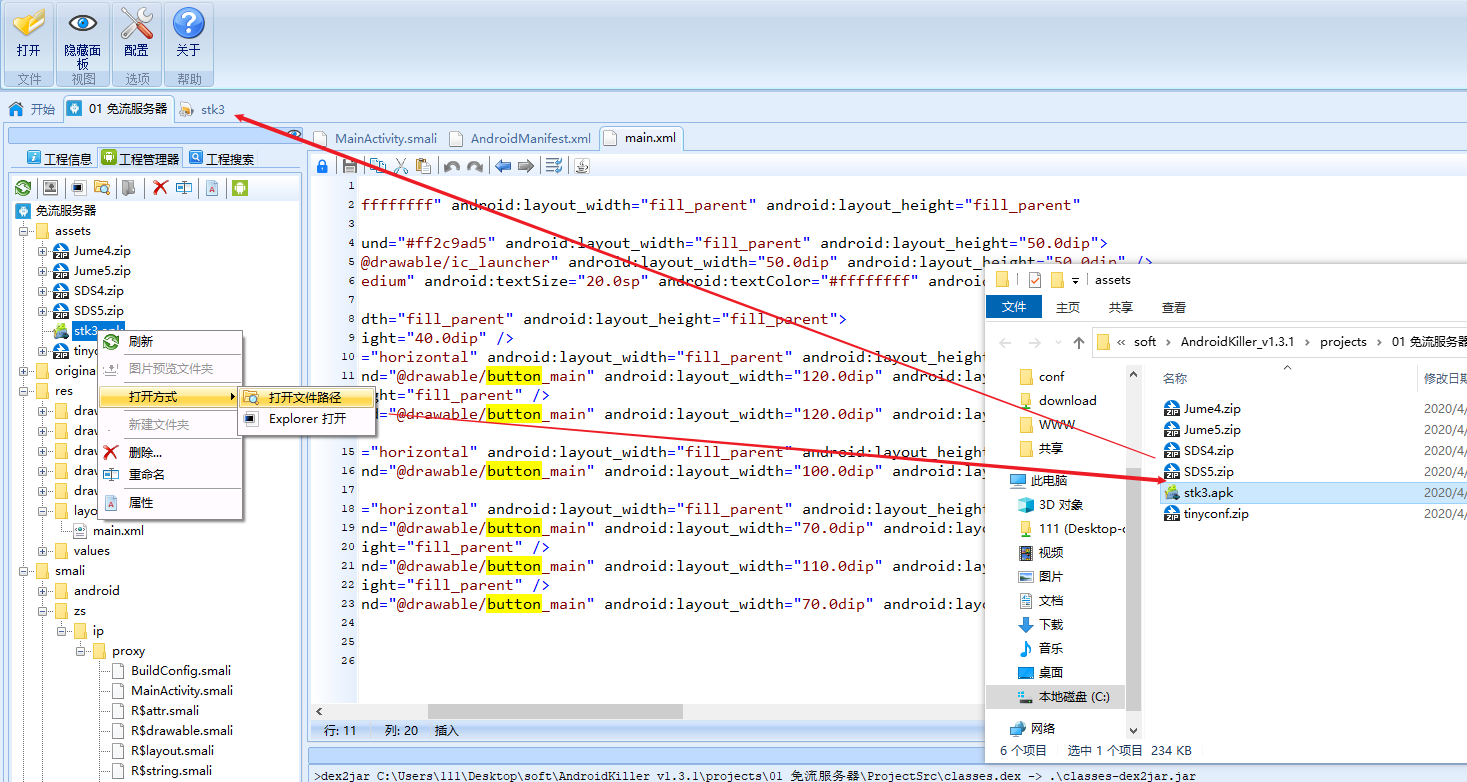 打开
隐藏面板
配置
关于
文件
视图
选项
帮助
开始
01 免流服务器
stk3
MainActivity.smali
AndroidManifest.xml
main.xml
工程信息
工程管理器
工程搜索
免流服务器
assets
Jume4.zip
Jume5.zip
SDS4.zip
SDS5.zip
stk3.apk
tiny
origina
res
draw
draw
draw
draw
draw
layo
main.xml
values
smali
android
zs
ip
proxy
BuildConfig.smali
MainActivity.smali
R$attr.smali
R$drawable.smali
R$layout.smali
R$string.smali
刷新
图片预览文件夹
打开方式
新建文件夹
删除...
重命名
属性
打开文件路径
Explorer 打开
1
2 ffffffff" android:layout_width="fill_parent" android:layout_height="fill_parent"
3
4 und="#ff2c9ad5" android:layout_width="fill_parent" android:layout_height="50.0dip">
5 @drawable/ic_launcher" android:layout_width="50.0dip" android:layout_height="50.0dip" />
6 edium" android:textSize="20.0sp" android:textColor="#ffffffff" andro
7
8 dth="fill_parent" android:layout_height="fill_parent">
9 ight="40.0dip" />
10 ="horizontal" android:layout_width="fill_parent" android:layout_heigh
11 nd="@drawable/button_main" android:layout_width="120.0dip" android:la
ght="fill_parent" />
nd="@drawable/button_main" android:layout_width="120.0dip" android:la
15 ="horizontal" android:layout_width="fill_parent" android:layout_heigh
16 nd="@drawable/button_main" android:layout_width="100.0dip" android:la
17
18 ="horizontal" android:layout_width="fill_parent" android:layout_heigh
19 nd="@drawable/button_main" android:layout_width="70.0dip" android:lay
20 ight="fill_parent" />
21 nd="@drawable/button_main" android:layout_width="110.0dip" android:la
22 ight="fill_parent" />
23 nd="@drawable/button_main" android:layout_width="70.0dip" android:lay
24
25
26
行: 11 列: 20 插入
>dex2jar C:\Users\111\Desktop\soft\AndroidKiller_v1.3.1\projects\01 免流服务器\ProjectSrc\classes.dex -> .\classes-dex2jar.jar
assets
文件 主页 共享 查看
« soft › AndroidKiller_v1.3.1 › projects › 01 免流服务器
conf
download
WWW
共享
此电脑
3D 对象
111 (Desktop-
视频
图片
文档
下载
音乐
桌面
本地磁盘 (C:)
网络
名称 修改日期
Jume4.zip 2020/4/
Jume5.zip 2020/4/
SDS4.zip 2020/4/
SDS5.zip 2020/4/
stk3.apk 2020/4/
tinyconf.zip 2020/4/
6 个项目 选中 1 个项目 234 KB